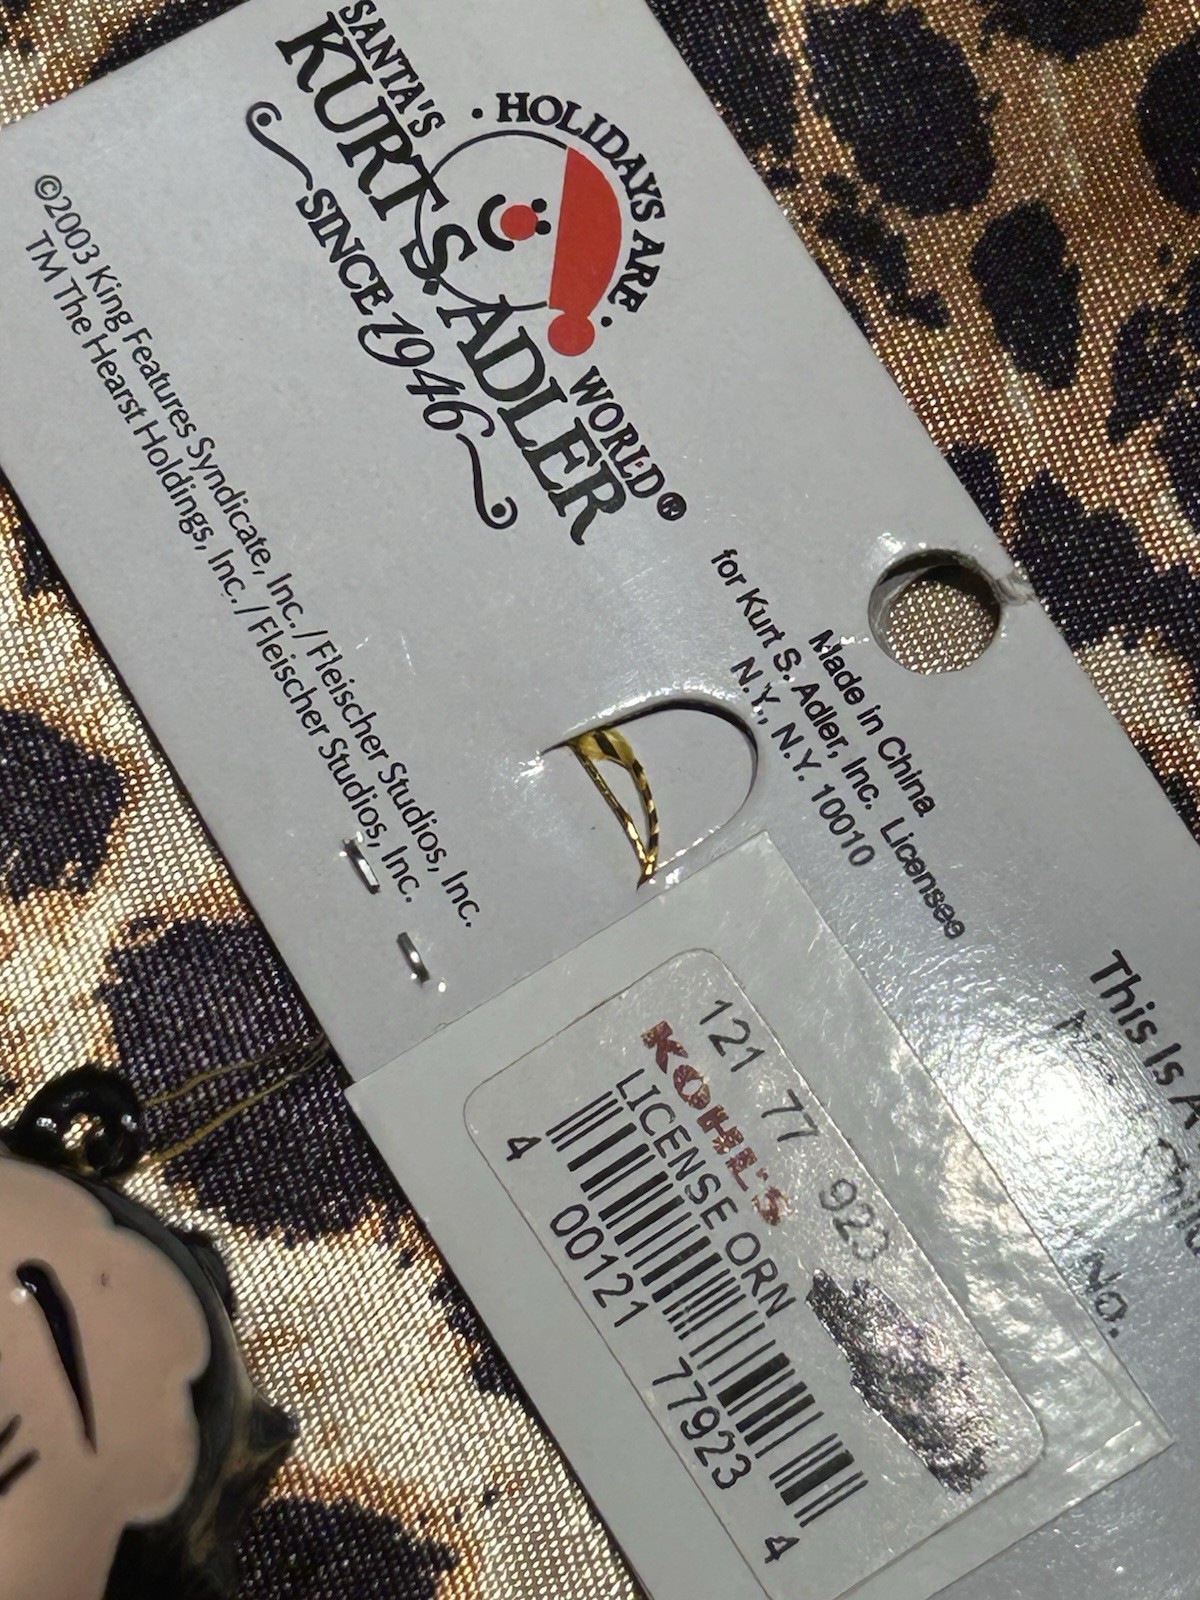 SANTA'S
KURT S. ADLER
WORLD®
• HOLIDAYS ARE •
SINCE 1946
©2003 King Features Syndicate, Inc. / Fleischer Studios, Inc.
TM The Hearst Holdings, Inc. / Fleischer Studios, Inc.
Made in China
for Kurt S. Adler, Inc. Licensee
N.Y., N.Y. 10010
This Is A
No.
121 77 923
KOHL'S
LICENSE ORN
4 00121 77923 4